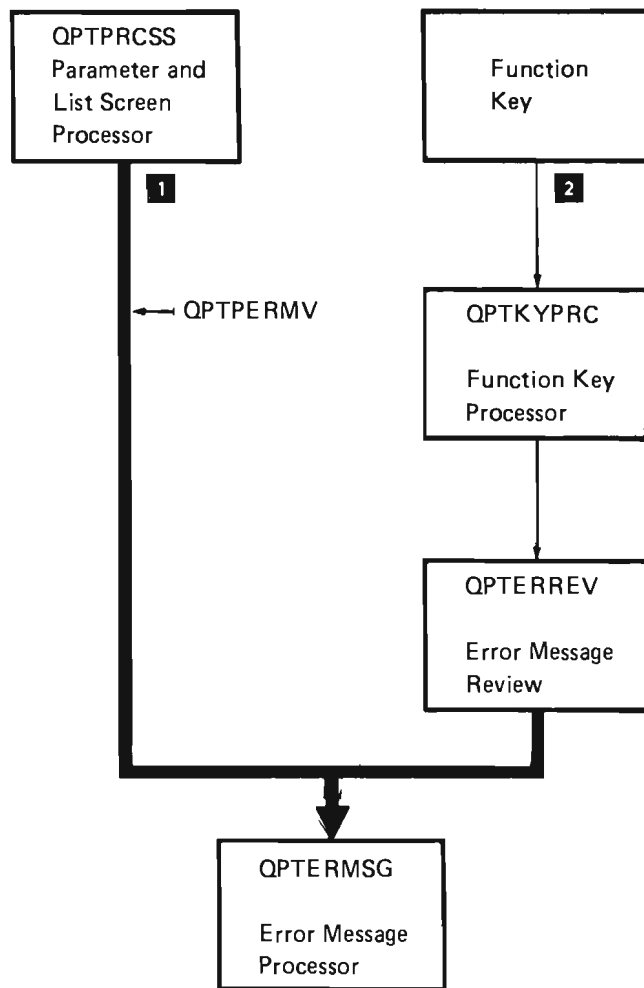 QPTPRCSS
Parameter and
List Screen
Processor
Function
Key
1
2
QPTPERMV
QPTKYPRC
Function Key
Processor
QPTERREV
Error Message
Review
QPTERMSG
Error Message
Processor